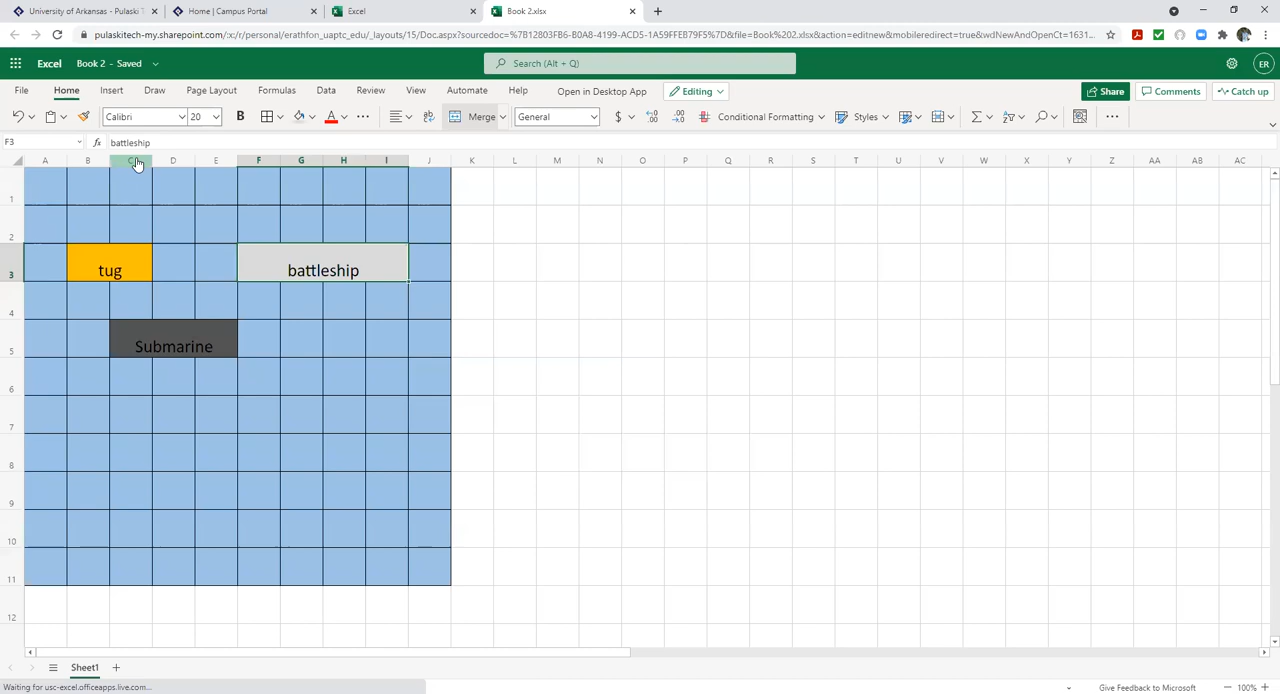 University of Arkansas - Pulaski T
Home | Campus Portal
Excel
Book 2.xlsx
pulaskitech-my.sharepoint.com/:x:/r/personal/erathfon_uaptc_edu/_layouts/15/Doc.aspx?sourcedoc=%7B12803FB6-B0A8-4199-ACD5-1A59FFEB79F5%7D&file=Book%202.xlsx&action=editnew&mobileredirect=true&wdNewAndOpenCt=1631...
Excel
Book 2 - Saved
Search (Alt + Q)
ER
File
Home
Insert
Draw
Page Layout
Formulas
Data
Review
View
Automate
Help
Open in Desktop App
Editing
Share
Comments
Catch up
Calibri
20
B
A
Merge
General
$
Conditional Formatting
Styles
F3
fx
battleship
A B C D E F G H I J K L M N O P Q R S T U V W X Y Z AA AB AC
1
2
3
tug
battleship
4
5
Submarine
6
7
8
9
10
11
12
Sheet1
Waiting for usc-excel.officeapps.live.com...
Give Feedback to Microsoft
100%